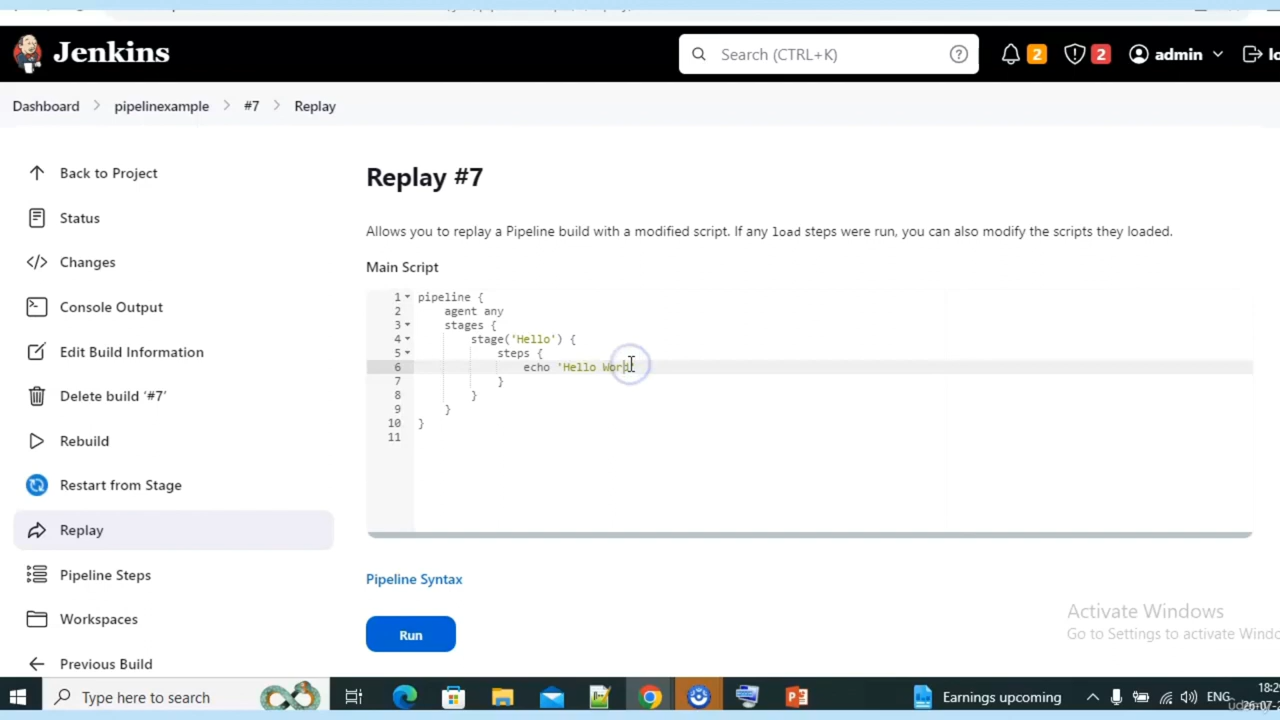 Jenkins
Search (CTRL+K)
2
2
admin
Dashboard > pipelinexample > #7 > Replay
Back to Project
Status
Changes
Console Output
Edit Build Information
Delete build '#7'
Rebuild
Restart from Stage
Replay
Pipeline Steps
Workspaces
Previous Build
Replay #7
Allows you to replay a Pipeline build with a modified script. If any load steps were run, you can also modify the scripts they loaded.
Main Script
1 pipeline {
2 agent any
3 stages {
4 stage('Hello') {
5 steps {
6 echo 'Hello Wor
7 }
8 }
9 }
10 }
11
Pipeline Syntax
Run
Activate Windows
Go to Settings to activate
Type here to search
Earnings upcoming
ENG